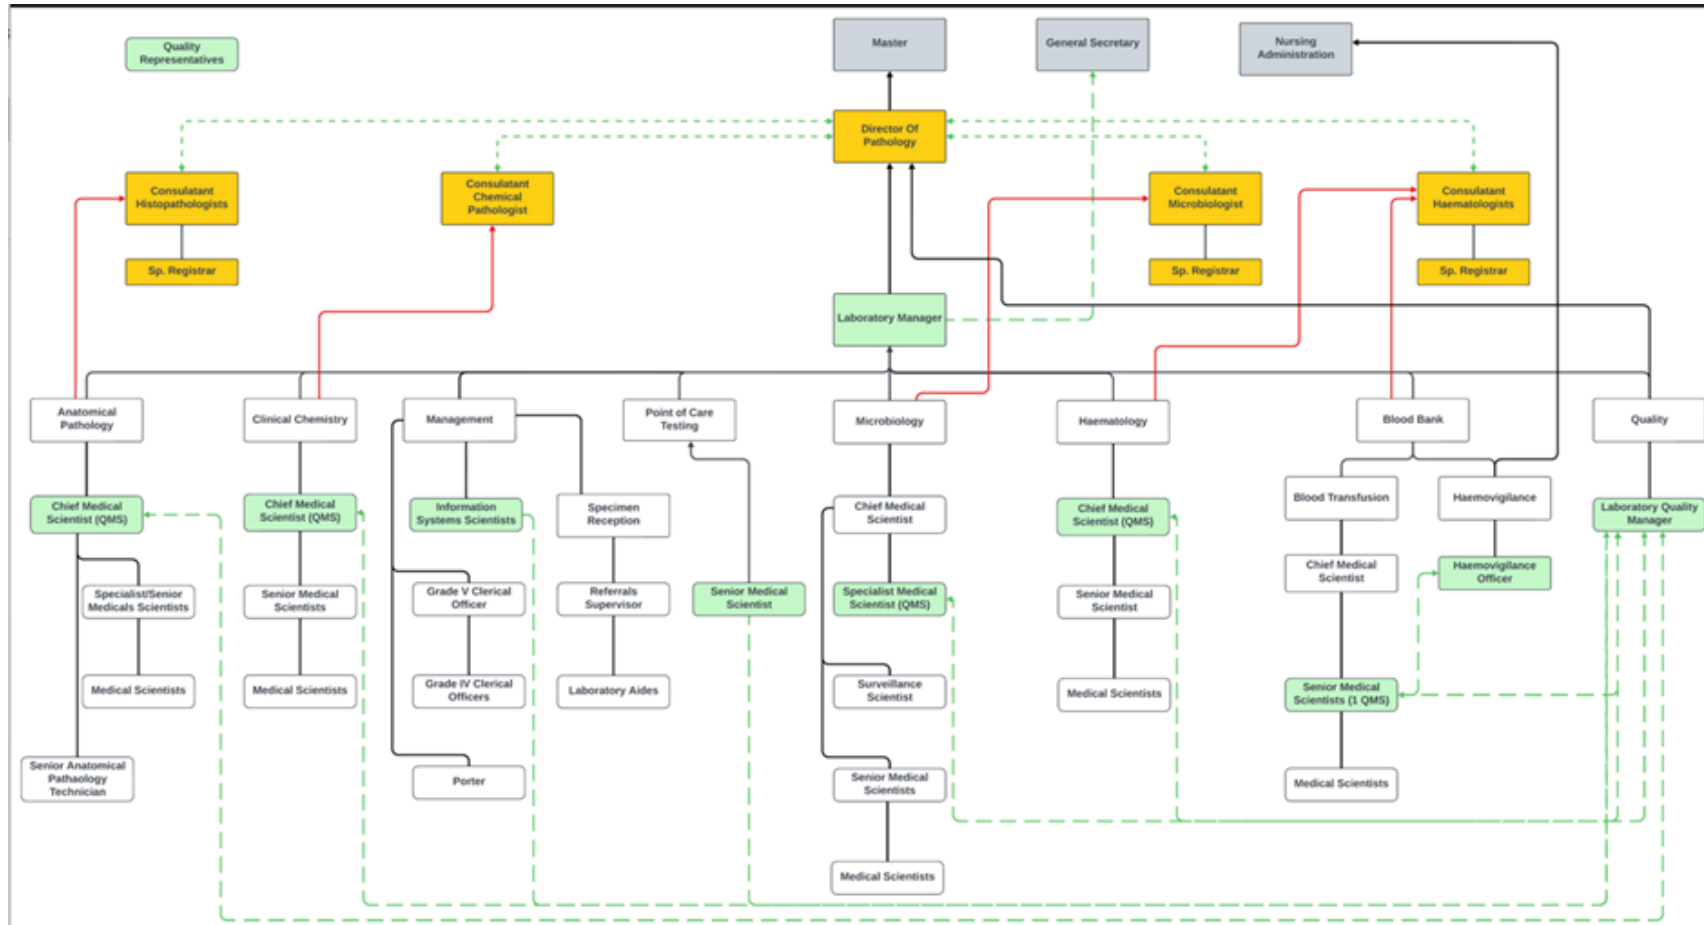 Quality
Representatives
Master
General Secretary
Nursing
Administration
Director Of
Pathology
Consulatant
Histopathologists
Consulatant
Chemical
Pathologist
Consulatant
Microbiologist
Consulatant
Haematologists
Sp. Registrar
Sp. Registrar
Sp. Registrar
Laboratory Manager
Anatomical
Pathology
Clinical Chemistry
Management
Point of Care
Testing
Microbiology
Haematology
Blood Bank
Quality
Chief Medical
Scientist (QMS)
Chief Medical
Scientist (QMS)
Information
Systems Scientists
Specimen
Reception
Chief Medical
Scientist
Chief Medical
Scientist (QMS)
Blood Transfusion
Haemovigilance
Laboratory Quality
Manager
Chief Medical
Scientist
Haemovigilance
Officer
Specialist/Senior
Medicals Scientists
Senior Medical
Scientists
Grade V Clerical
Officer
Referrals
Supervisor
Senior Medical
Scientist
Specialist Medical
Scientist (QMS)
Senior Medical
Scientist
Medical Scientists
Medical Scientists
Grade IV Clerical
Officers
Laboratory Aides
Surveillance
Scientist
Medical Scientists
Senior Medical
Scientists (1 QMS)
Senior Anatomical
Pathaology
Technician
Porter
Senior Medical
Scientists
Medical Scientists
Medical Scientists